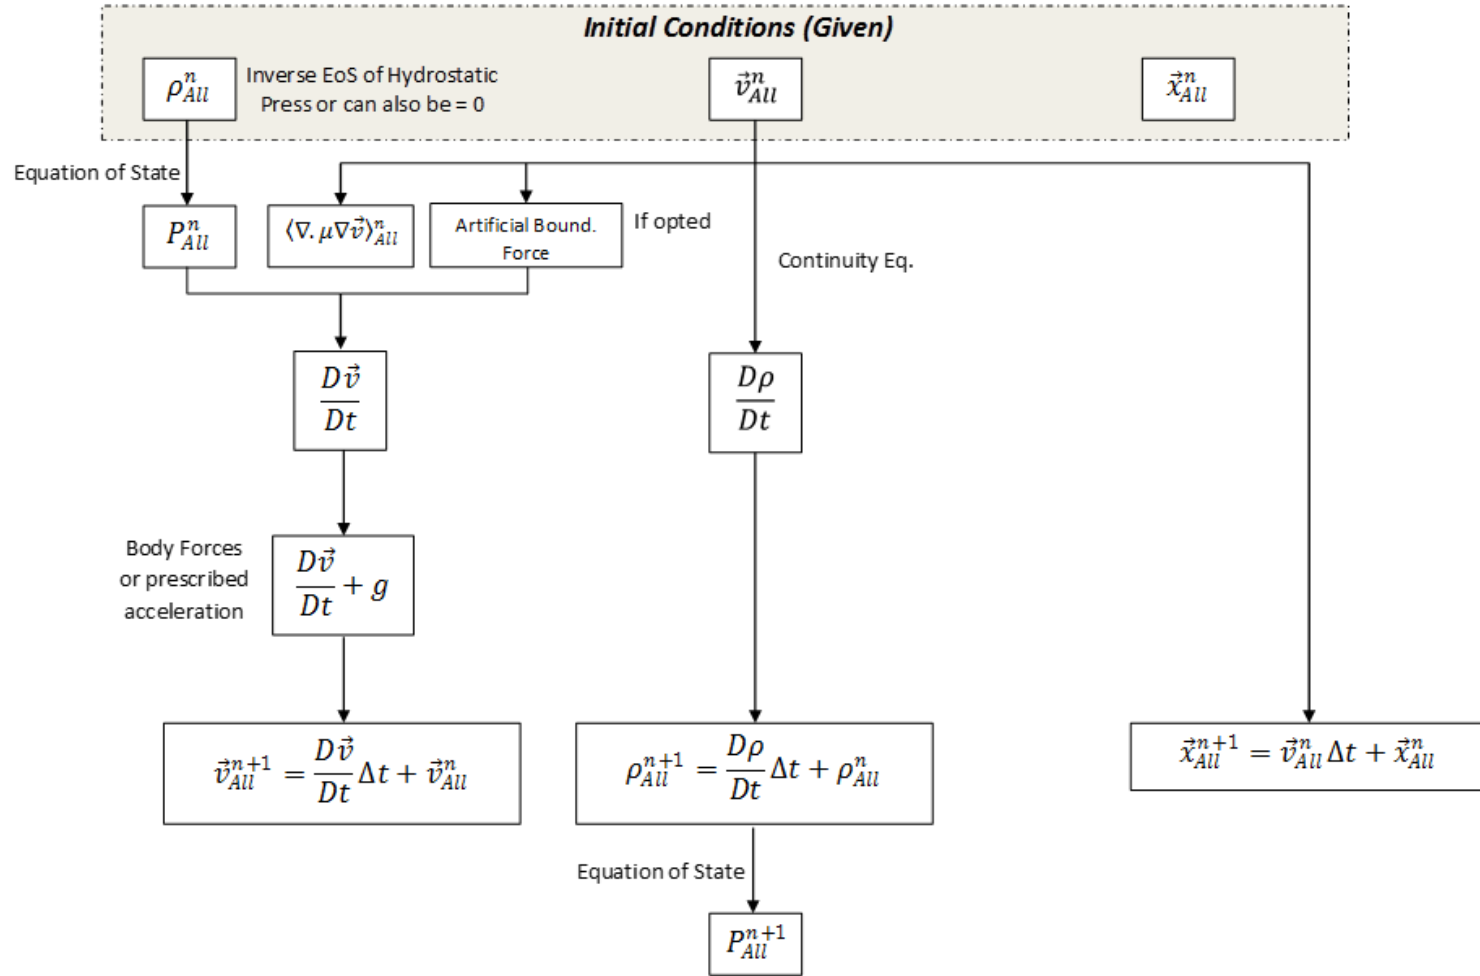 Initial Conditions (Given)
ρ^n_All
Inverse EoS of Hydrostatic
Press or can also be = 0
v⃗^n_All
x⃗^n_All
Equation of State
P^n_All
⟨∇. μ∇v⃗⟩^n_All
Artificial Bound.
Force
If opted
Continuity Eq.
Dv⃗/Dt
Dρ/Dt
Body Forces
or prescribed
acceleration
Dv⃗/Dt + g
v⃗^{n+1}_All = Dv⃗/Dt Δt + v⃗^n_All
ρ^{n+1}_All = Dρ/Dt Δt + ρ^n_All
x⃗^{n+1}_All = v⃗^n_All Δt + x⃗^n_All
Equation of State
P^{n+1}_All